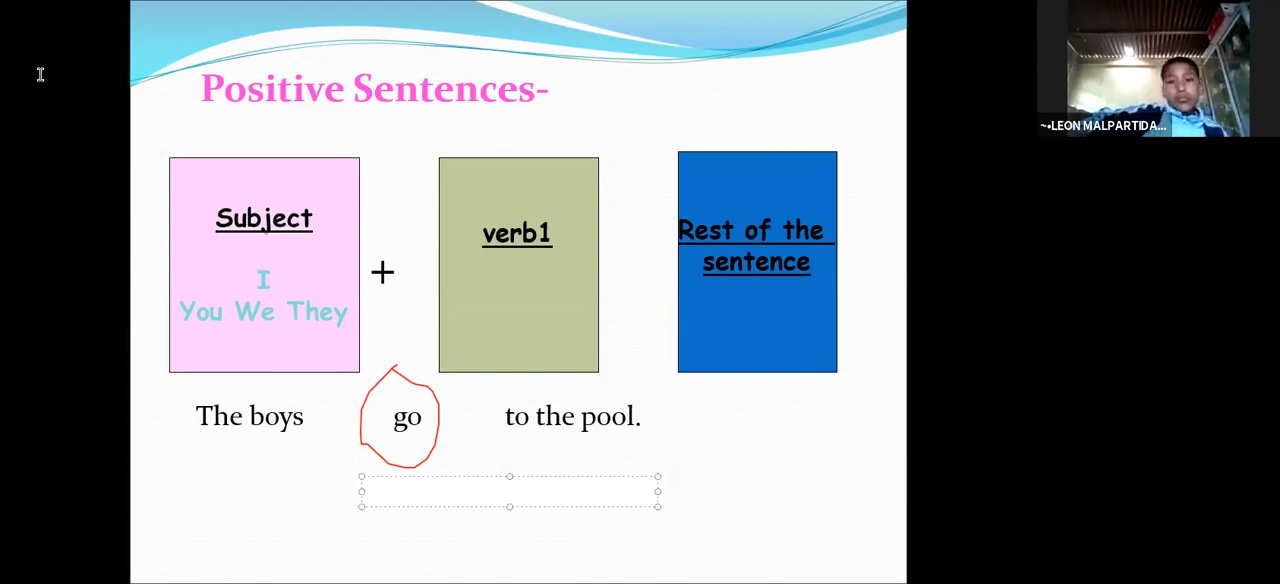 Positive Sentences-
Subject
I
You We They
+
verb1
Rest of the
sentence
The boys go to the pool.
~•LEON MALPARTIDA...